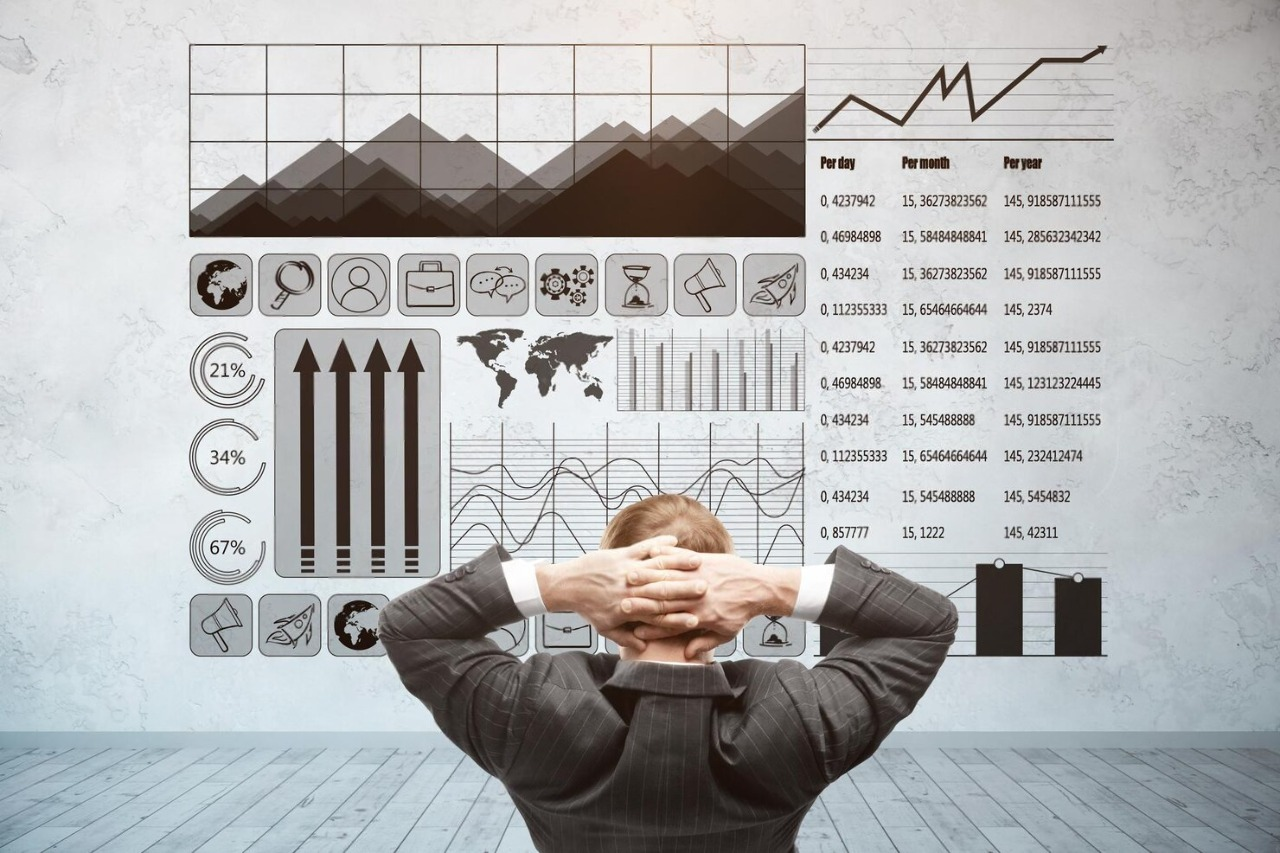 Per day Per month Per year
0, 4237942 15, 36273823562 145, 918587111555
0, 46984898 15, 58484848841 145, 285632342342
0, 434234 15, 36273823562 145, 918587111555
0, 112355333 15, 65464664644 145, 2374
0, 4237942 15, 36273823562 145, 918587111555
0, 46984898 15, 58484848841 145, 123123224445
0, 434234 15, 545488888 145, 918587111555
0, 112355333 15, 65464664644 145, 232412474
0, 434234 15, 545488888 145, 5454832
0, 857777 15, 1222 145, 42311
21%
34%
67%